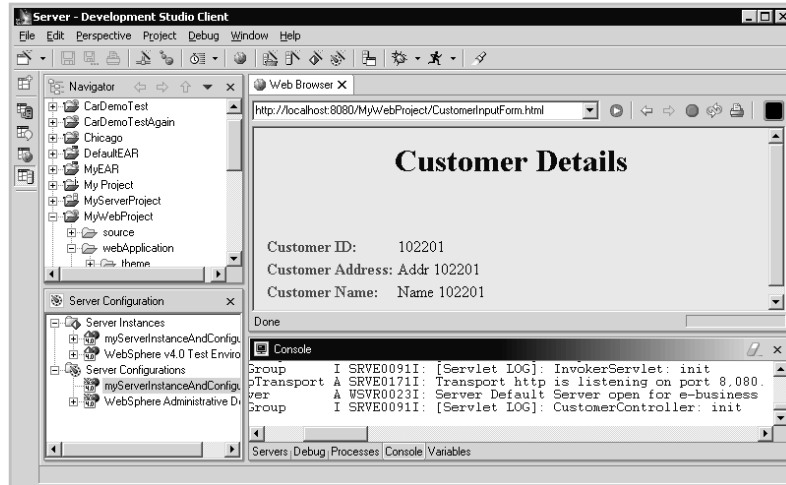 Server - Development Studio Client
File Edit Perspective Project Debug Window Help
Navigator
CarDemoTest
CarDemoTestAgain
Chicago
DefaultEAR
MyEAR
My Project
MyServerProject
MyWebProject
source
webApplication
theme
Server Configuration
Server Instances
myServerInstanceAndConfigu
WebSphere v4.0 Test Enviro
Server Configurations
myServerInstanceAndConfigu
WebSphere Administrative D
Web Browser
http://localhost:8080/MyWebProject/CustomerInputForm.html
Customer Details
Customer ID: 102201
Customer Address: Addr 102201
Customer Name: Name 102201
Done
Console
Group I SRVE0091I: [Servlet LOG]: InvokerServlet: init
pTransport A SRVE0171I: Transport http is listening on port 8,080.
ver A WSVR0023I: Server Default Server open for e-business
Group I SRVE0091I: [Servlet LOG]: CustomerController: init
Servers Debug Processes Console Variables